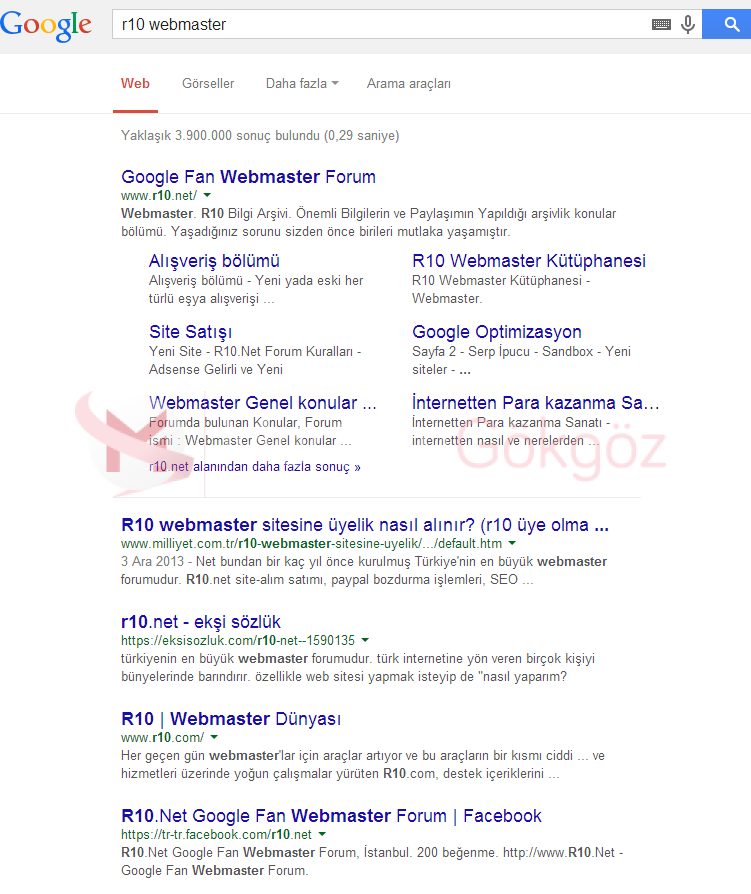 Google
r10 webmaster
Web Görseller Daha fazla Arama araçları
Yaklaşık 3.900.000 sonuç bulundu (0,29 saniye)
Google Fan Webmaster Forum
www.r10.net/
Webmaster. R10 Bilgi Arşivi. Önemli Bilgilerin ve Paylaşımın Yapıldığı arşivlik konular
bölümü. Yaşadığınız sorunu sizden önce birileri mutlaka yaşamıştır.
Alışveriş bölümü
Alışveriş bölümü - Yeni yada eski her
türlü eşya alışverişi ...
R10 Webmaster Kütüphanesi
R10 Webmaster Kütüphanesi -
Webmaster.
Site Satışı
Yeni Site - R10.Net Forum Kuralları -
Adsense Gelirli ve Yeni
Google Optimizasyon
Sayfa 2 - Serp İpucu - Sandbox - Yeni
siteler - ...
Webmaster Genel konular ...
Forumda bulunan Konular, Forum
ismi : Webmaster Genel konular ...
İnternetten Para kazanma Sa...
İnternetten Para kazanma Sanatı -
internetten nasıl ve nerelerden ...
r10.net alanından daha fazla sonuç »
Gökgöz
R10 webmaster sitesine üyelik nasıl alınır? (r10 üye olma ...
www.milliyet.com.tr/r10-webmaster-sitesine-uyelik/.../default.htm
3 Ara 2013 - Net bundan bir kaç yıl önce kurulmuş Türkiye'nin en büyük webmaster
forumudur. R10.net site-alım satımı, paypal bozdurma işlemleri, SEO ...
r10.net - ekşi sözlük
https://eksisozluk.com/r10-net--1590135
türkiyenin en büyük webmaster forumudur. türk internetine yön veren birçok kişiyi
bünyelerinde barındırır. özellikle web sitesi yapmak isteyip de "nasıl yaparım?
R10 | Webmaster Dünyası
www.r10.com/
Her geçen gün webmaster'lar için araçlar artıyor ve bu araçların bir kısmı ciddi ... ve
hizmetleri üzerinde yoğun çalışmalar yürüten R10.com, destek içeriklerini ...
R10.Net Google Fan Webmaster Forum | Facebook
https://tr-tr.facebook.com/r10.net
R10.Net Google Fan Webmaster Forum, İstanbul. 200 beğenme. http://www.R10.Net -
Google Fan Webmaster Forum.